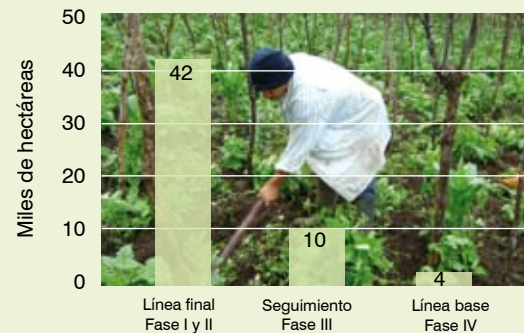 Miles de hectáreas
50
40
30
20
10
0
42
10
4
Línea final
Fase I y II
Seguimiento
Fase III
Línea base
Fase IV